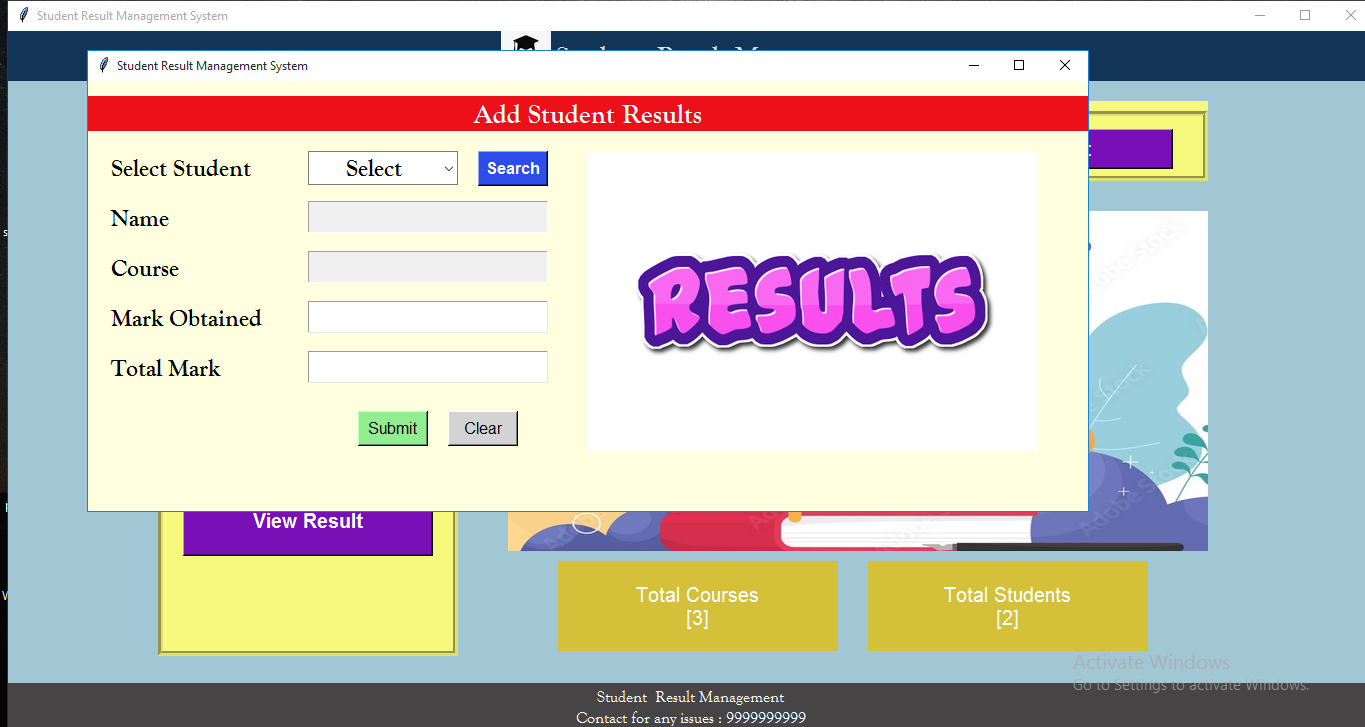 Student Result Management System
Student Result Management System
Add Student Results
Select Student
Select
Search
Name
Course
Mark Obtained
Total Mark
Submit
Clear
RESULTS
View Result
Adobe Stock
Total Courses
[3]
Total Students
[2]
Activate Windows
Go to Settings to activate Windows.
Student Result Management
Contact for any issues : 9999999999